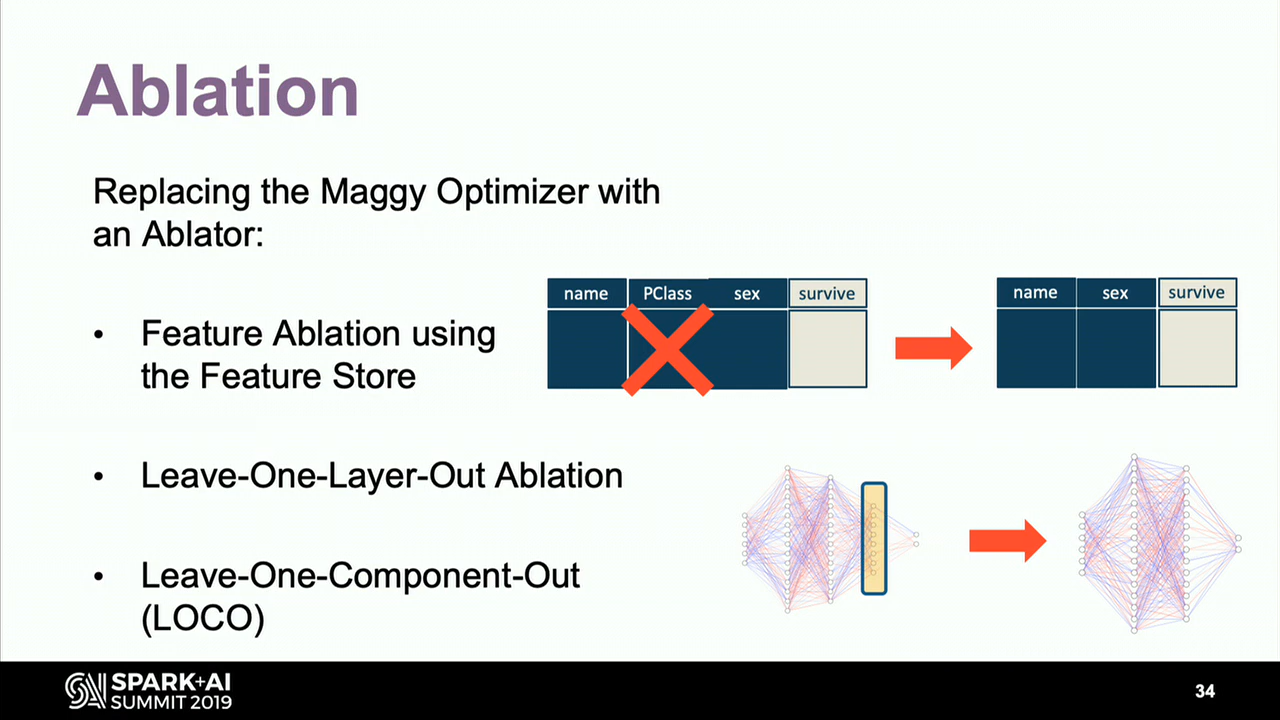 Ablation
Replacing the Maggy Optimizer with
an Ablator:
• Feature Ablation using
the Feature Store
name PClass sex survive
name sex survive
• Leave-One-Layer-Out Ablation
• Leave-One-Component-Out
(LOCO)
SPARK+AI
SUMMIT 2019
34